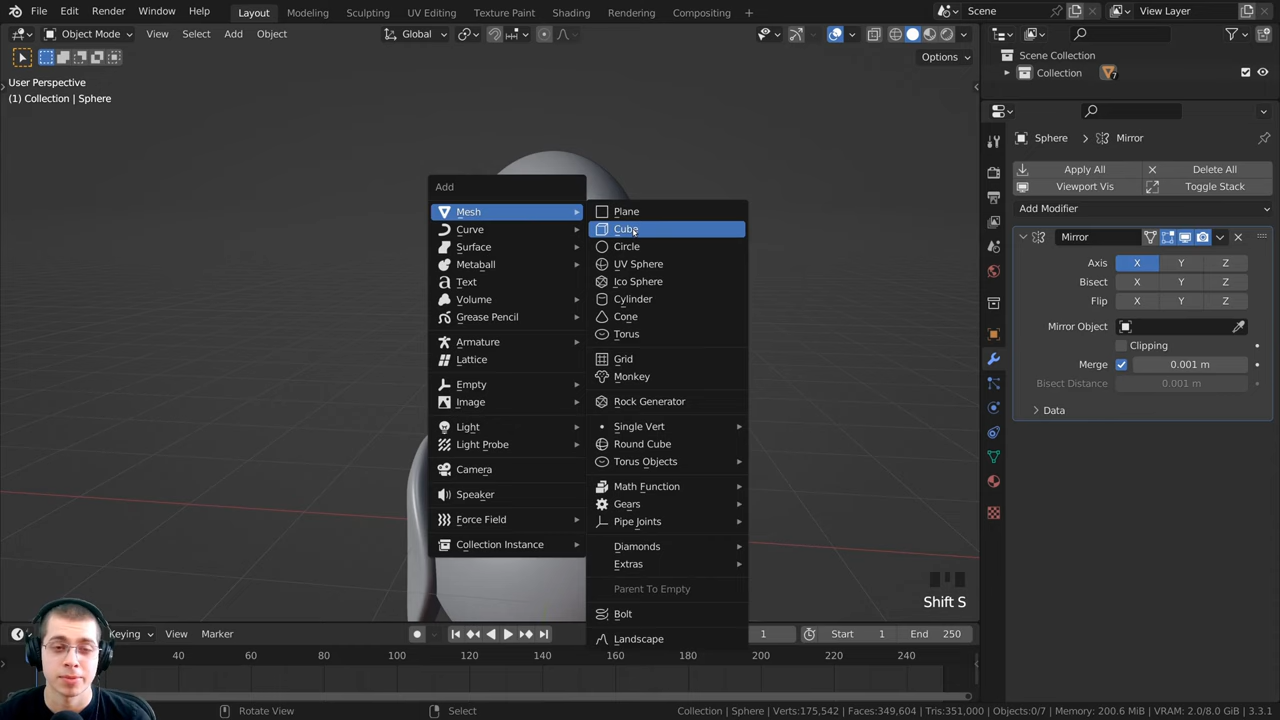 File Edit Render Window Help Layout Modeling Sculpting UV Editing Texture Paint Shading Rendering Compositing Scene View Layer
Object Mode View Select Add Object Global
Options
User Perspective
(1) Collection | Sphere
Scene Collection
Collection 7
Sphere > Mirror
Apply All Delete All
Viewport Vis Toggle Stack
Add Modifier
Mirror
Axis X Y Z
Bisect X Y Z
Flip X Y Z
Mirror Object
Clipping
Merge 0.001 m
Bisect Distance 0.001 m
Data
Add
Mesh
Curve
Surface
Metaball
Text
Volume
Grease Pencil
Armature
Lattice
Empty
Image
Light
Light Probe
Camera
Speaker
Force Field
Collection Instance
Plane
Cube
Circle
UV Sphere
Ico Sphere
Cylinder
Cone
Torus
Grid
Monkey
Rock Generator
Single Vert
Round Cube
Torus Objects
Math Function
Gears
Pipe Joints
Diamonds
Extras
Parent To Empty
Bolt
Landscape
Shift S
Keying View Marker 1 Start 1 End 250
40 60 80 100 120 140 160 180 200 220 240
Rotate View Select Collection | Sphere | Verts:175,542 | Faces:349,604 | Tris:351,000 | Objects:0/7 | Memory: 200.6 MiB | VRAM: 2.0/8.0 GiB | 3.3.1